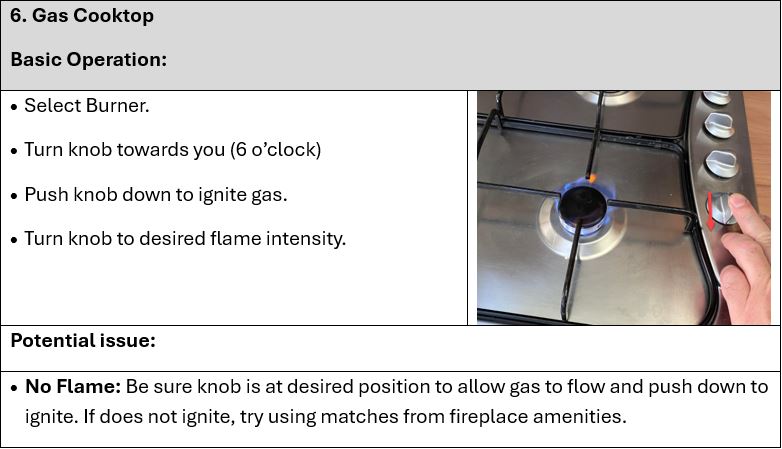 6. Gas Cooktop
Basic Operation:
• Select Burner.
• Turn knob towards you (6 o’clock)
• Push knob down to ignite gas.
• Turn knob to desired flame intensity.
Potential issue:
• No Flame: Be sure knob is at desired position to allow gas to flow and push down to
ignite. If does not ignite, try using matches from fireplace amenities.